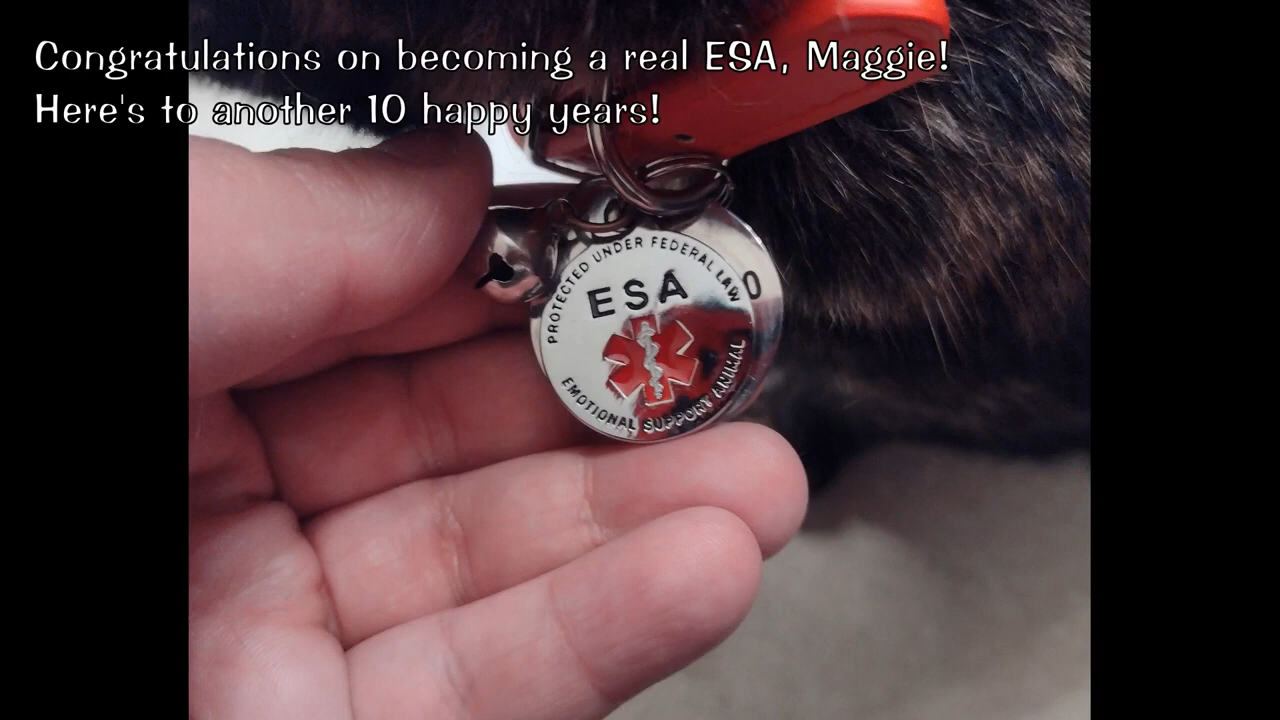 Congratulations on becoming a real ESA, Maggie!
Here's to another 10 happy years!
PROTECTED UNDER FEDERAL LAW
ESA
EMOTIONAL SUPPORT ANIMAL
O